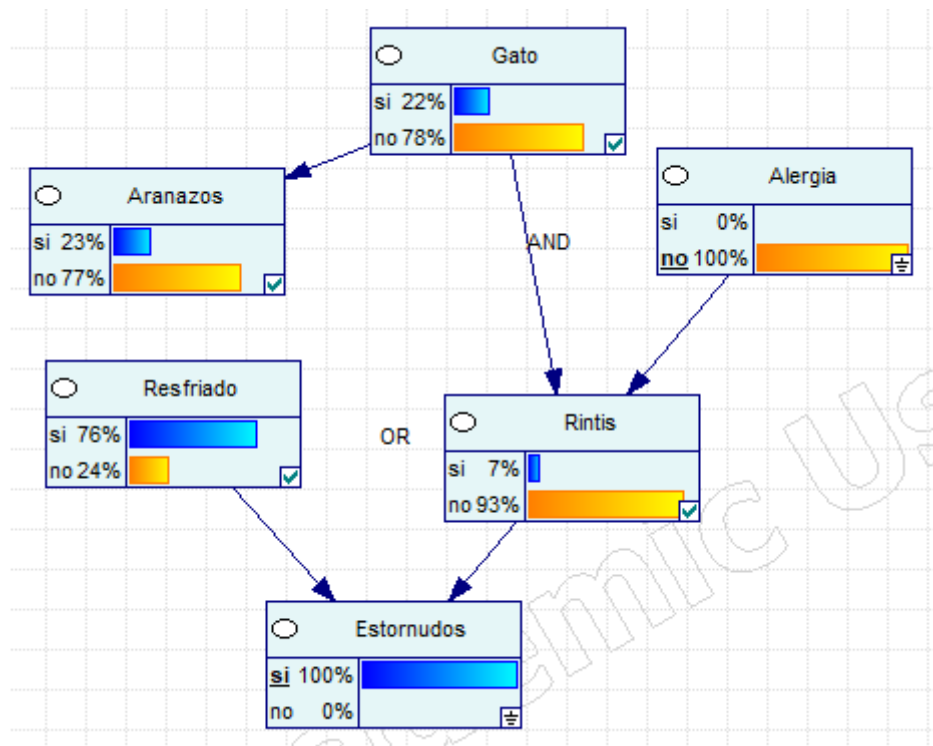 Gato
si 22%
no 78%
Aranazos
si 23%
no 77%
AND
Alergia
si 0%
no 100%
Resfriado
si 76%
no 24%
OR
Rintis
si 7%
no 93%
Estornudos
si 100%
no 0%